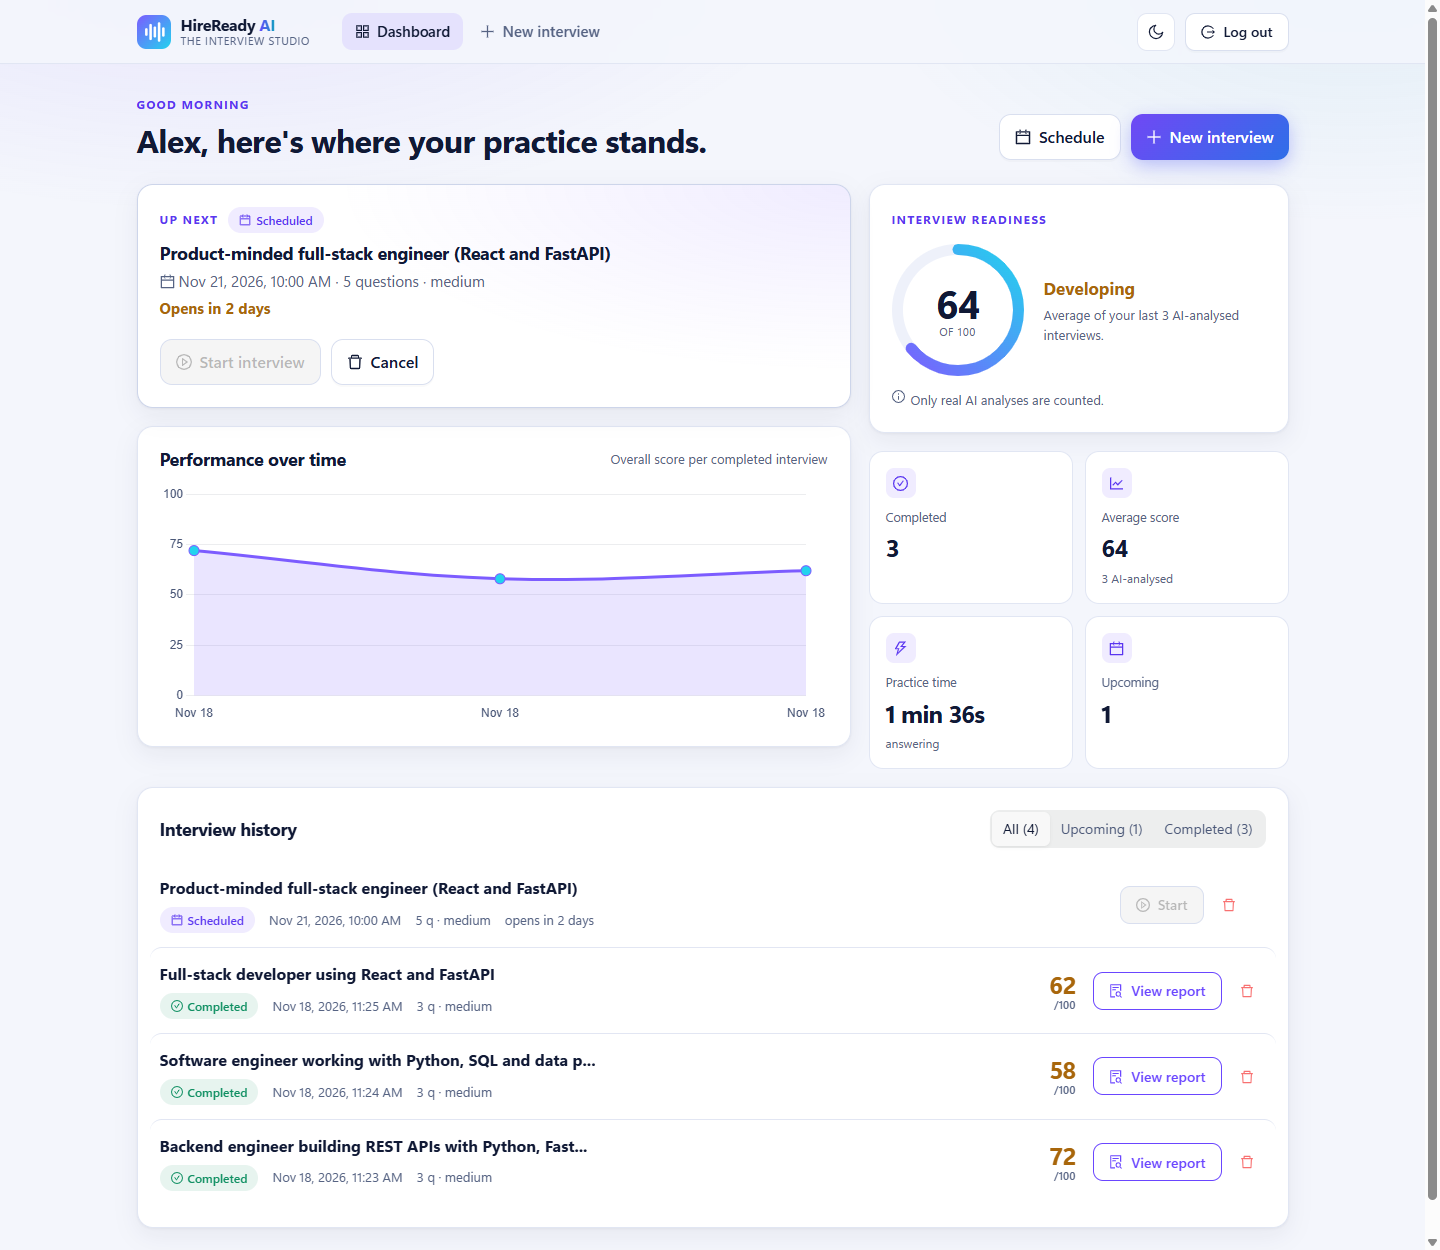 HireReady AI
THE INTERVIEW STUDIO
Dashboard
New interview
Log out
GOOD MORNING
Alex, here's where your practice stands.
Schedule
New interview
UP NEXT
Scheduled
Product-minded full-stack engineer (React and FastAPI)
Nov 21, 2026, 10:00 AM · 5 questions · medium
Opens in 2 days
Start interview
Cancel
INTERVIEW READINESS
64
OF 100
Developing
Average of your last 3 AI-analysed
interviews.
Only real AI analyses are counted.
Performance over time
Overall score per completed interview
100
75
50
25
0
Nov 18
Nov 18
Nov 18
Completed
3
Average score
64
3 AI-analysed
Practice time
1 min 36s
answering
Upcoming
1
Interview history
All (4)
Upcoming (1)
Completed (3)
Product-minded full-stack engineer (React and FastAPI)
Scheduled
Nov 21, 2026, 10:00 AM
5 q · medium
opens in 2 days
Start
Full-stack developer using React and FastAPI
Completed
Nov 18, 2026, 11:25 AM
3 q · medium
62
/100
View report
Software engineer working with Python, SQL and data p...
Completed
Nov 18, 2026, 11:24 AM
3 q · medium
58
/100
View report
Backend engineer building REST APIs with Python, Fast...
Completed
Nov 18, 2026, 11:23 AM
3 q · medium
72
/100
View report